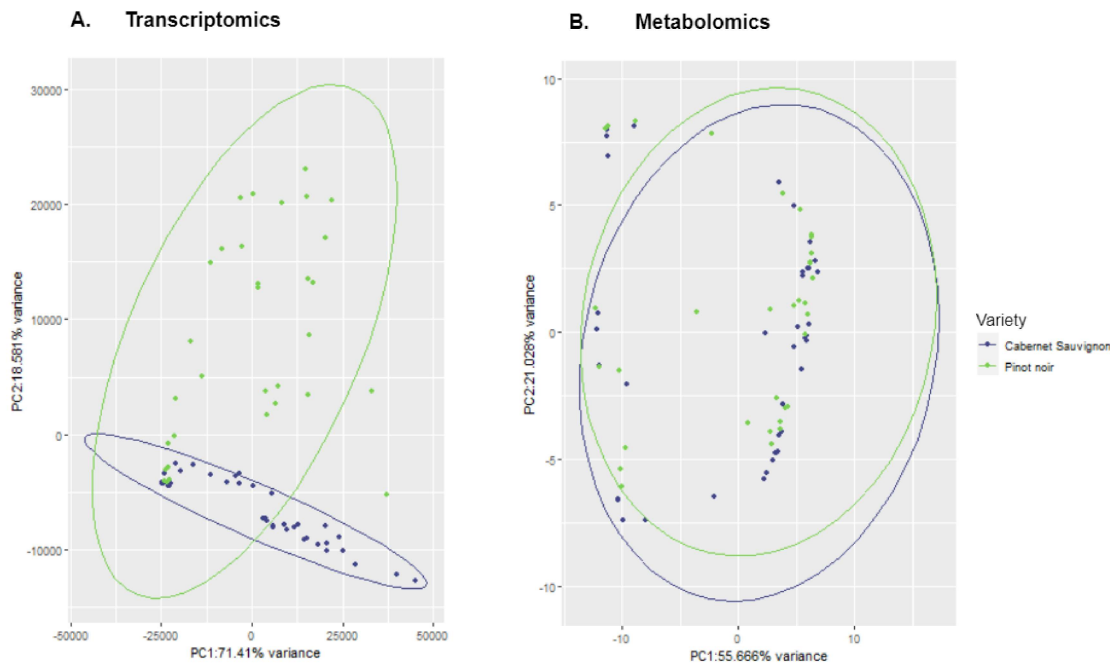 A. Transcriptomics
30000
20000
10000
0
-10000
PC2:18.581% variance
-50000 -25000 0 25000 50000
PC1:71.41% variance
B. Metabolomics
10
5
0
-5
-10
PC2:21.028% variance
-10 0 10
PC1:55.666% variance
Variety
Cabernet Sauvignon
Pinot noir